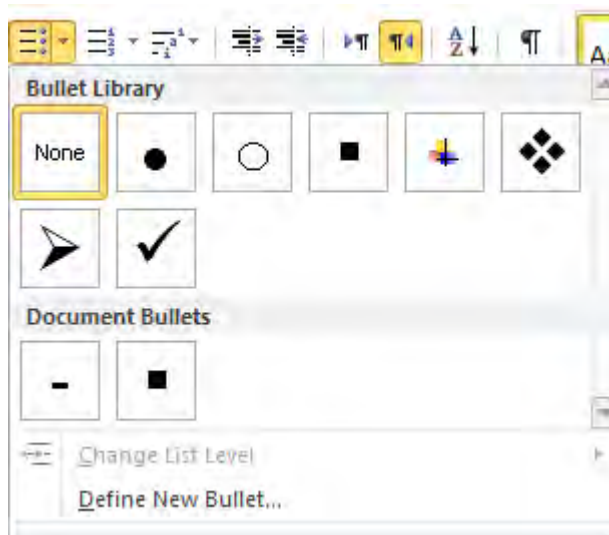 A
Z
¶
A
Bullet Library
None
Document Bullets
Change List Level
Define New Bullet...